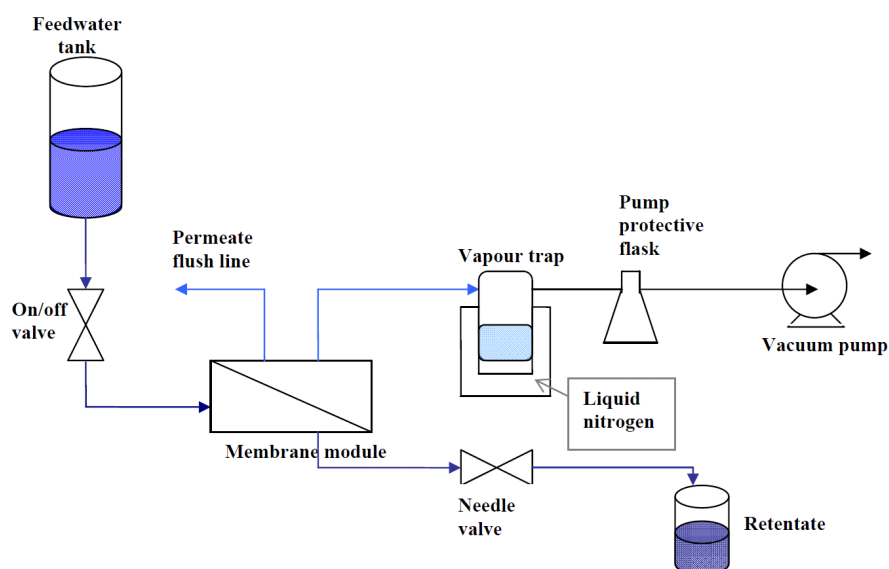 Feedwater
tank
Permeate
flush line
Vapour trap
Pump
protective
flask
On/off
valve
Vacuum pump
Liquid
nitrogen
Membrane module
Needle
valve
Retentate